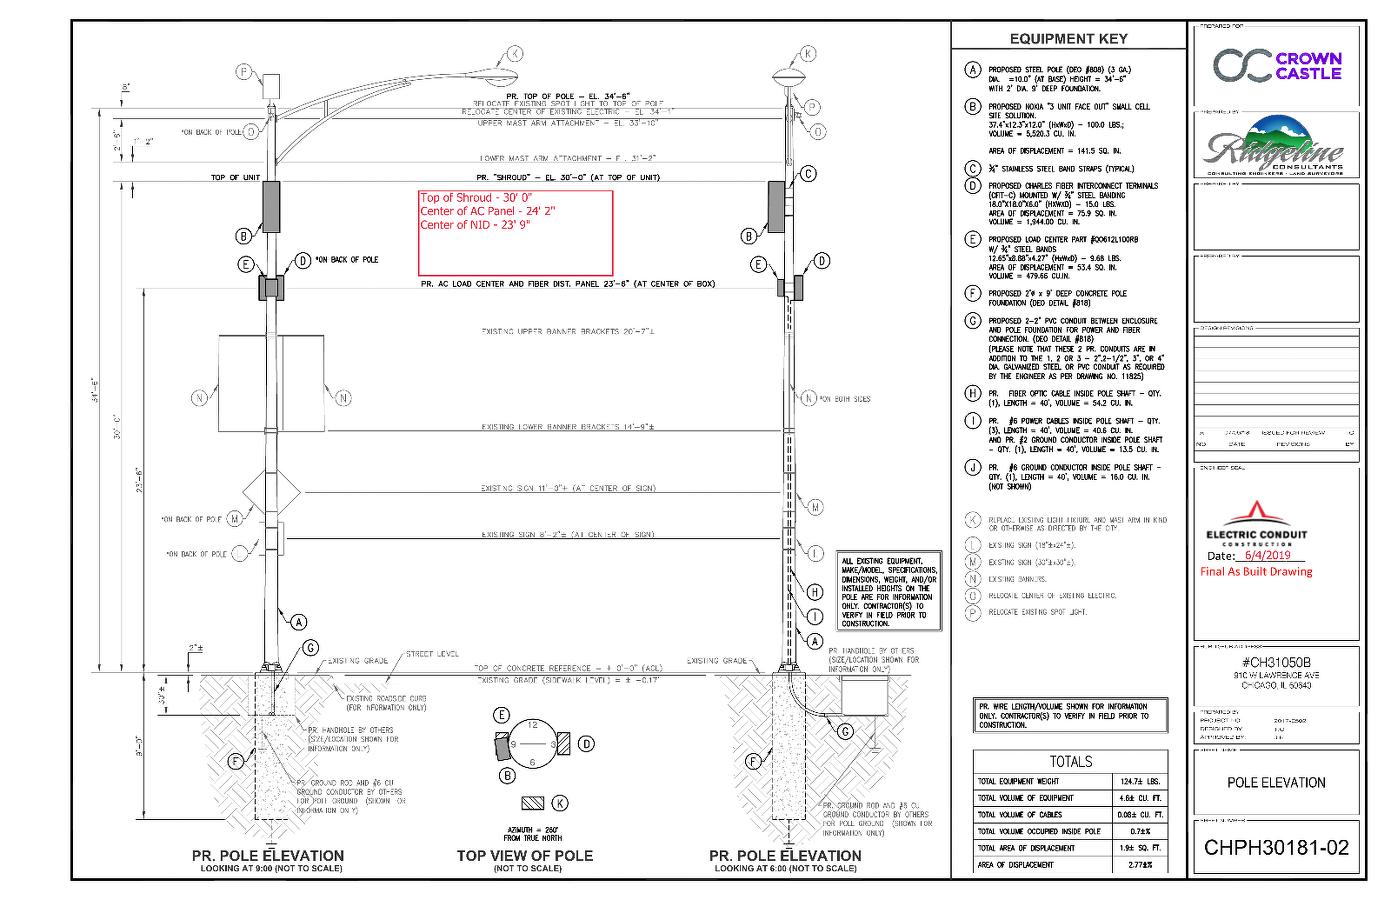 K
P
8"
PR. TOP OF POLE – EL. 34'-6"
RELOCATE EXISTING SPOT LIGHT TO TOP OF POLE
RELOCATE CENTER OF EXISTING ELECTRIC – EL 34'-1"
*ON BACK OF POLE
O
UPPER MAST ARM ATTACHMENT – EL. 33'-10"
2'-6"
LOWER MAST ARM ATTACHMENT – EL. 31'-2"
TOP OF UNIT
PR. "SHROUD" – EL. 30'-0" (AT TOP OF UNIT)
Top of Shroud - 30' 0"
Center of AC Panel - 24' 2"
Center of NID - 23' 9"
B
E
D
*ON BACK OF POLE
PR. AC LOAD CENTER AND FIBER DIST. PANEL 23'-6" (AT CENTER OF BOX)
EXISTING UPPER BANNER BRACKETS 20'-7"±
34'-6"
30'-0"
23'-6"
N
N
EXISTING LOWER BANNER BRACKETS 14'-9"±
EXISTING SIGN 11'-0"± (AT CENTER OF SIGN)
*ON BACK OF POLE
M
EXISTING SIGN 8'-2"± (AT CENTER OF SIGN)
*ON BACK OF POLE
A
G
2"±
EXISTING GRADE
STREET LEVEL
TOP OF CONCRETE REFERENCE – ± 0'-0" (ACL)
EXISTING GRADE (SIDEWALK LEVEL) = ± -0.17'
30"±
EXISTING ROADSIDE CURB
(FOR INFORMATION ONLY)
PR. HANDHOLE BY OTHERS
(SIZE/LOCATION SHOWN FOR
INFORMATION ONLY)
9'-0"
F
PR. GROUND ROD AND #6 CU
GROUND CONDUCTOR BY OTHERS
FOR POLE GROUND (SHOWN FOR
INFORMATION ONLY)
PR. POLE ELEVATION
LOOKING AT 9:00 (NOT TO SCALE)
E
12
9
3
6
D
B
K
AZIMUTH = 260°
FROM TRUE NORTH
TOP VIEW OF POLE
(NOT TO SCALE)
K
P
O
C
B
E
D
N
*ON BOTH SIDES
M
ALL EXISTING EQUIPMENT,
MAKE/MODEL, SPECIFICATIONS,
DIMENSIONS, WEIGHT, AND/OR
INSTALLED HEIGHTS ON THE
POLE ARE FOR INFORMATION
ONLY. CONTRACTOR(S) TO
VERIFY IN FIELD PRIOR TO
CONSTRUCTION.
H
I
A
PR. HANDHOLE BY OTHERS
(SIZE/LOCATION SHOWN FOR
INFORMATION ONLY)
EXISTING GRADE
G
F
PR. GROUND ROD AND #6 CU
GROUND CONDUCTOR BY OTHERS
FOR POLE GROUND (SHOWN FOR
INFORMATION ONLY)
PR. POLE ELEVATION
LOOKING AT 6:00 (NOT TO SCALE)
EQUIPMENT KEY
A PROPOSED STEEL POLE (DEO #808) (3 GA.)
DIA. =10.0" (AT BASE) HEIGHT = 34'-6"
WITH 2' DIA. 9' DEEP FOUNDATION.
B PROPOSED NOKIA "3 UNIT FACE OUT" SMALL CELL
SITE SOLUTION.
37.4"x12.3"x12.0" (HxWxD) – 100.0 LBS.;
VOLUME = 5,520.3 CU. IN.
AREA OF DISPLACEMENT = 141.5 SQ. IN.
C ¾" STAINLESS STEEL BAND STRAPS (TYPICAL)
D PROPOSED CHARLES FIBER INTERCONNECT TERMINALS
(CFIT-C) MOUNTED W/ ¾" STEEL BANDING
18.0"X18.0"X6.0" (HXWXD) – 15.0 LBS.
AREA OF DISPLACEMENT = 75.9 SQ. IN.
VOLUME = 1,944.00 CU. IN.
E PROPOSED LOAD CENTER PART #QO0612L100RB
W/ ¾" STEEL BANDS
12.65"x8.88"x4.27" (HxWxD) – 9.68 LBS.
AREA OF DISPLACEMENT = 53.4 SQ. IN.
VOLUME = 479.66 CU.IN.
F PROPOSED 2'ø x 9' DEEP CONCRETE POLE
FOUNDATION (DEO DETAIL #818)
G PROPOSED 2-2" PVC CONDUIT BETWEEN ENCLOSURE
AND POLE FOUNDATION FOR POWER AND FIBER
CONNECTION. (DEO DETAIL #818)
(PLEASE NOTE THAT THESE 2 PR. CONDUITS ARE IN
ADDITION TO THE 1, 2 OR 3 – 2",2-1/2", 3", OR 4"
DIA. GALVANIZED STEEL OR PVC CONDUIT AS REQUIRED
BY THE ENGINEER AS PER DRAWING NO. 11825)
H PR. FIBER OPTIC CABLE INSIDE POLE SHAFT – QTY.
(1), LENGTH = 40', VOLUME = 54.2 CU. IN.
I PR. #6 POWER CABLES INSIDE POLE SHAFT – QTY.
(3), LENGTH = 40', VOLUME = 40.6 CU. IN.
AND PR. #2 GROUND CONDUCTOR INSIDE POLE SHAFT
– QTY. (1), LENGTH = 40', VOLUME = 13.5 CU. IN.
J PR. #6 GROUND CONDUCTOR INSIDE POLE SHAFT –
QTY. (1), LENGTH = 40', VOLUME = 16.0 CU. IN.
(NOT SHOWN)
K REPLACE EXISTING LIGHT FIXTURE AND MAST ARM IN KIND
OR OTHERWISE AS DIRECTED BY THE CITY.
EXISTING SIGN (18"±x24"±).
M EXISTING SIGN (30"±x30"±).
N EXISTING BANNERS.
O RELOCATE CENTER OF EXISTING ELECTRIC.
P RELOCATE EXISTING SPOT LIGHT.
PR. WIRE LENGTH/VOLUME SHOWN FOR INFORMATION
ONLY. CONTRACTOR(S) TO VERIFY IN FIELD PRIOR TO
CONSTRUCTION.
TOTALS
TOTAL EQUIPMENT WEIGHT 124.7± LBS.
TOTAL VOLUME OF EQUIPMENT 4.6± CU. FT.
TOTAL VOLUME OF CABLES 0.08± CU. FT.
TOTAL VOLUME OCCUPIED INSIDE POLE 0.7±%
TOTAL AREA OF DISPLACEMENT 1.9± SQ. FT.
AREA OF DISPLACEMENT 2.77±%
PREPARED FOR
CROWN
CASTLE
PREPARED BY
Ridgeline
CONSULTANTS
CONSULTING ENGINEERS - LAND SURVEYORS
DESIGN REVISIONS
ISSUED FOR REVIEW
NO DATE REVISIONS BY
ENGINEER SEAL
ELECTRIC CONDUIT
CONSTRUCTION
Date: 6/4/2019
Final As Built Drawing
#CH31050B
910 W LAWRENCE AVE
CHICAGO, IL 60640
PREPARED BY
PROJECT NO.
DESIGNED BY
APPROVED BY:
SHEET NAME
POLE ELEVATION
SHEET NUMBER
CHPH30181-02